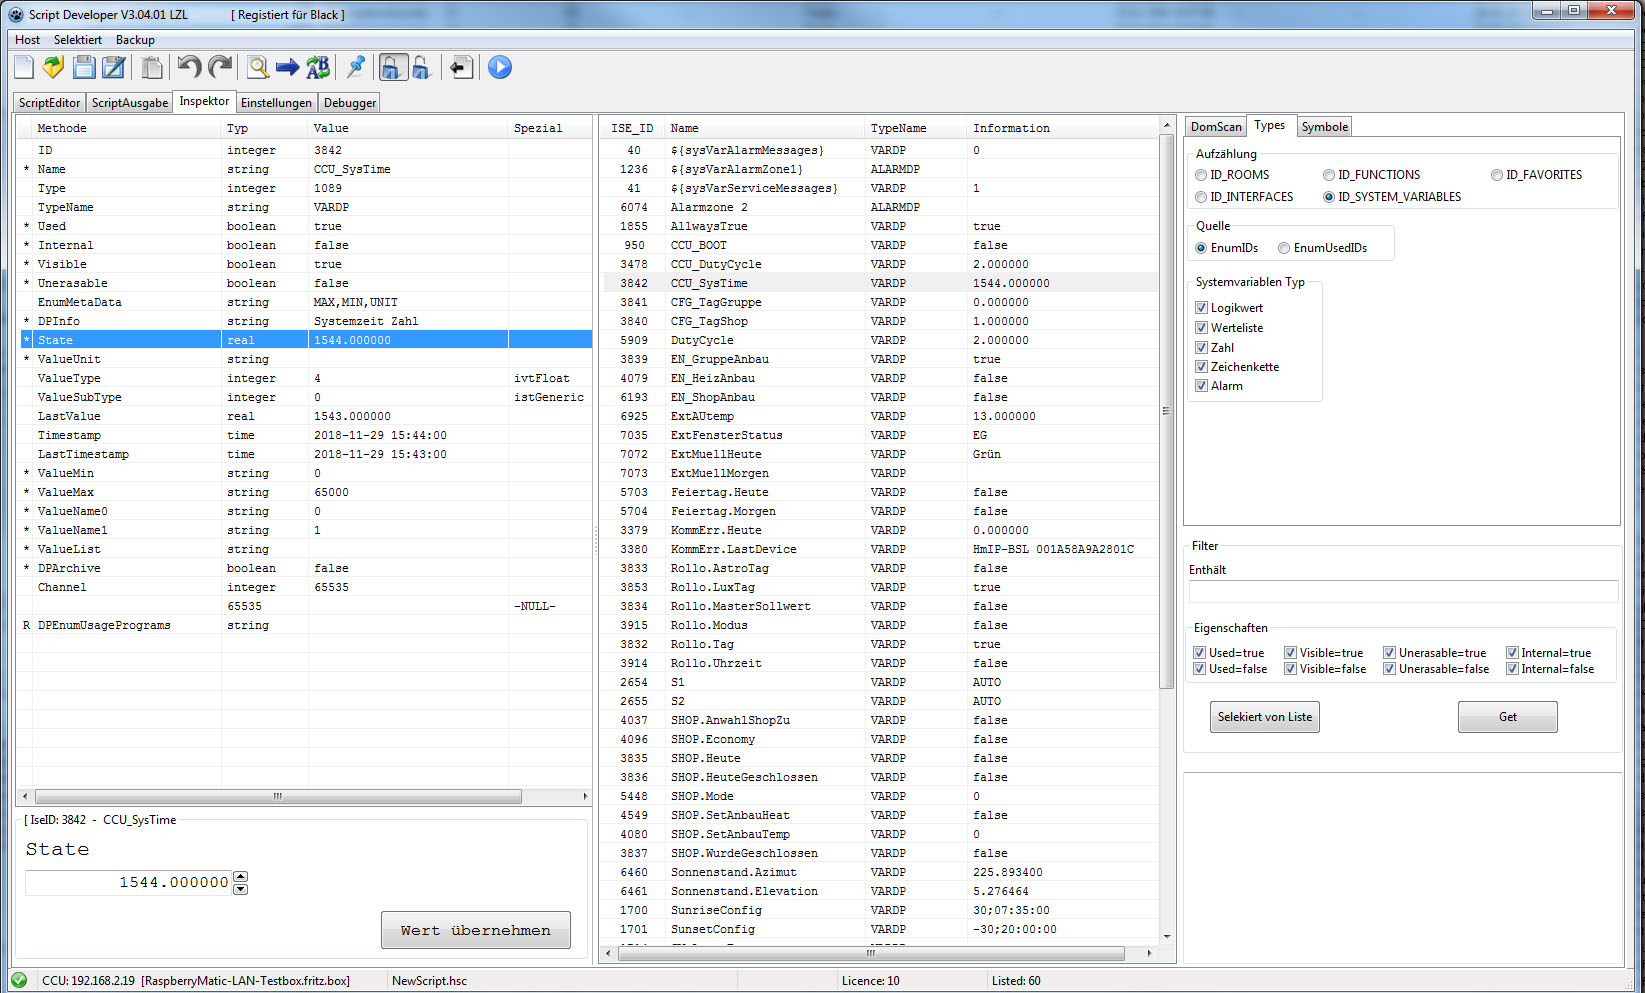 Script Developer V3.04.01 LZL [ Registiert für Black ]
Host Selektiert Backup
ScriptEditor ScriptAusgabe Inspektor Einstellungen Debugger
Methode Typ Value Spezial
ID integer 3842
* Name string CCU_SysTime
Type integer 1089
TypeName string VARDP
* Used boolean true
* Internal boolean false
* Visible boolean true
* Unerasable boolean false
EnumMetaData string MAX,MIN,UNIT
* DPInfo string Systemzeit Zahl
* State real 1544.000000
* ValueUnit string
ValueType integer 4 ivtFloat
ValueSubType integer 0 istGeneric
LastValue real 1543.000000
Timestamp time 2018-11-29 15:44:00
LastTimestamp time 2018-11-29 15:43:00
* ValueMin string 0
* ValueMax string 65000
* ValueName0 string 0
* ValueName1 string 1
* ValueList string
* DPArchive boolean false
Channel integer 65535
65535 -NULL-
R DPEnumUsagePrograms string
[ IseID: 3842 - CCU_SysTime
State
1544.000000
Wert übernehmen
ISE_ID Name TypeName Information
40 ${sysVarAlarmMessages} VARDP 0
1236 ${sysVarAlarmZone1} ALARMDP
41 ${sysVarServiceMessages} VARDP 1
6074 Alarmzone 2 ALARMDP
1855 AllwaysTrue VARDP true
950 CCU_BOOT VARDP false
3478 CCU_DutyCycle VARDP 2.000000
3842 CCU_SysTime VARDP 1544.000000
3841 CFG_TagGruppe VARDP 0.000000
3840 CFG_TagShop VARDP 1.000000
5909 DutyCycle VARDP 2.000000
3839 EN_GruppeAnbau VARDP true
4079 EN_HeizAnbau VARDP false
6193 EN_ShopAnbau VARDP false
6925 ExtAUtemp VARDP 13.000000
7035 ExtFensterStatus VARDP EG
7072 ExtMuellHeute VARDP Grün
7073 ExtMuellMorgen VARDP
5703 Feiertag.Heute VARDP false
5704 Feiertag.Morgen VARDP false
3379 KommErr.Heute VARDP 0.000000
3380 KommErr.LastDevice VARDP HmIP-BSL 001A58A9A2801C
3833 Rollo.AstroTag VARDP false
3853 Rollo.LuxTag VARDP true
3834 Rollo.MasterSollwert VARDP false
3915 Rollo.Modus VARDP false
3832 Rollo.Tag VARDP true
3914 Rollo.Uhrzeit VARDP false
2654 S1 VARDP AUTO
2655 S2 VARDP AUTO
4037 SHOP.AnwahlShopZu VARDP false
4096 SHOP.Economy VARDP false
3835 SHOP.Heute VARDP false
3836 SHOP.HeuteGeschlossen VARDP false
5448 SHOP.Mode VARDP 0
4549 SHOP.SetAnbauHeat VARDP false
4080 SHOP.SetAnbauTemp VARDP 0
3837 SHOP.WurdeGeschlossen VARDP false
6460 Sonnenstand.Azimut VARDP 225.893400
6461 Sonnenstand.Elevation VARDP 5.276464
1700 SunriseConfig VARDP 30;07:35:00
1701 SunsetConfig VARDP -30;20:00:00
DomScan Types Symbole
Aufzählung
ID_ROOMS ID_FUNCTIONS ID_FAVORITES
ID_INTERFACES ID_SYSTEM_VARIABLES
Quelle
EnumIDs EnumUsedIDs
Systemvariablen Typ
Logikwert
Werteliste
Zahl
Zeichenkette
Alarm
Filter
Enthält
Eigenschaften
Used=true Visible=true Unerasable=true Internal=true
Used=false Visible=false Unerasable=false Internal=false
Selekiert von Liste Get
CCU: 192.168.2.19 [RaspberryMatic-LAN-Testbox.fritz.box] NewScript.hsc Licence: 10 Listed: 60